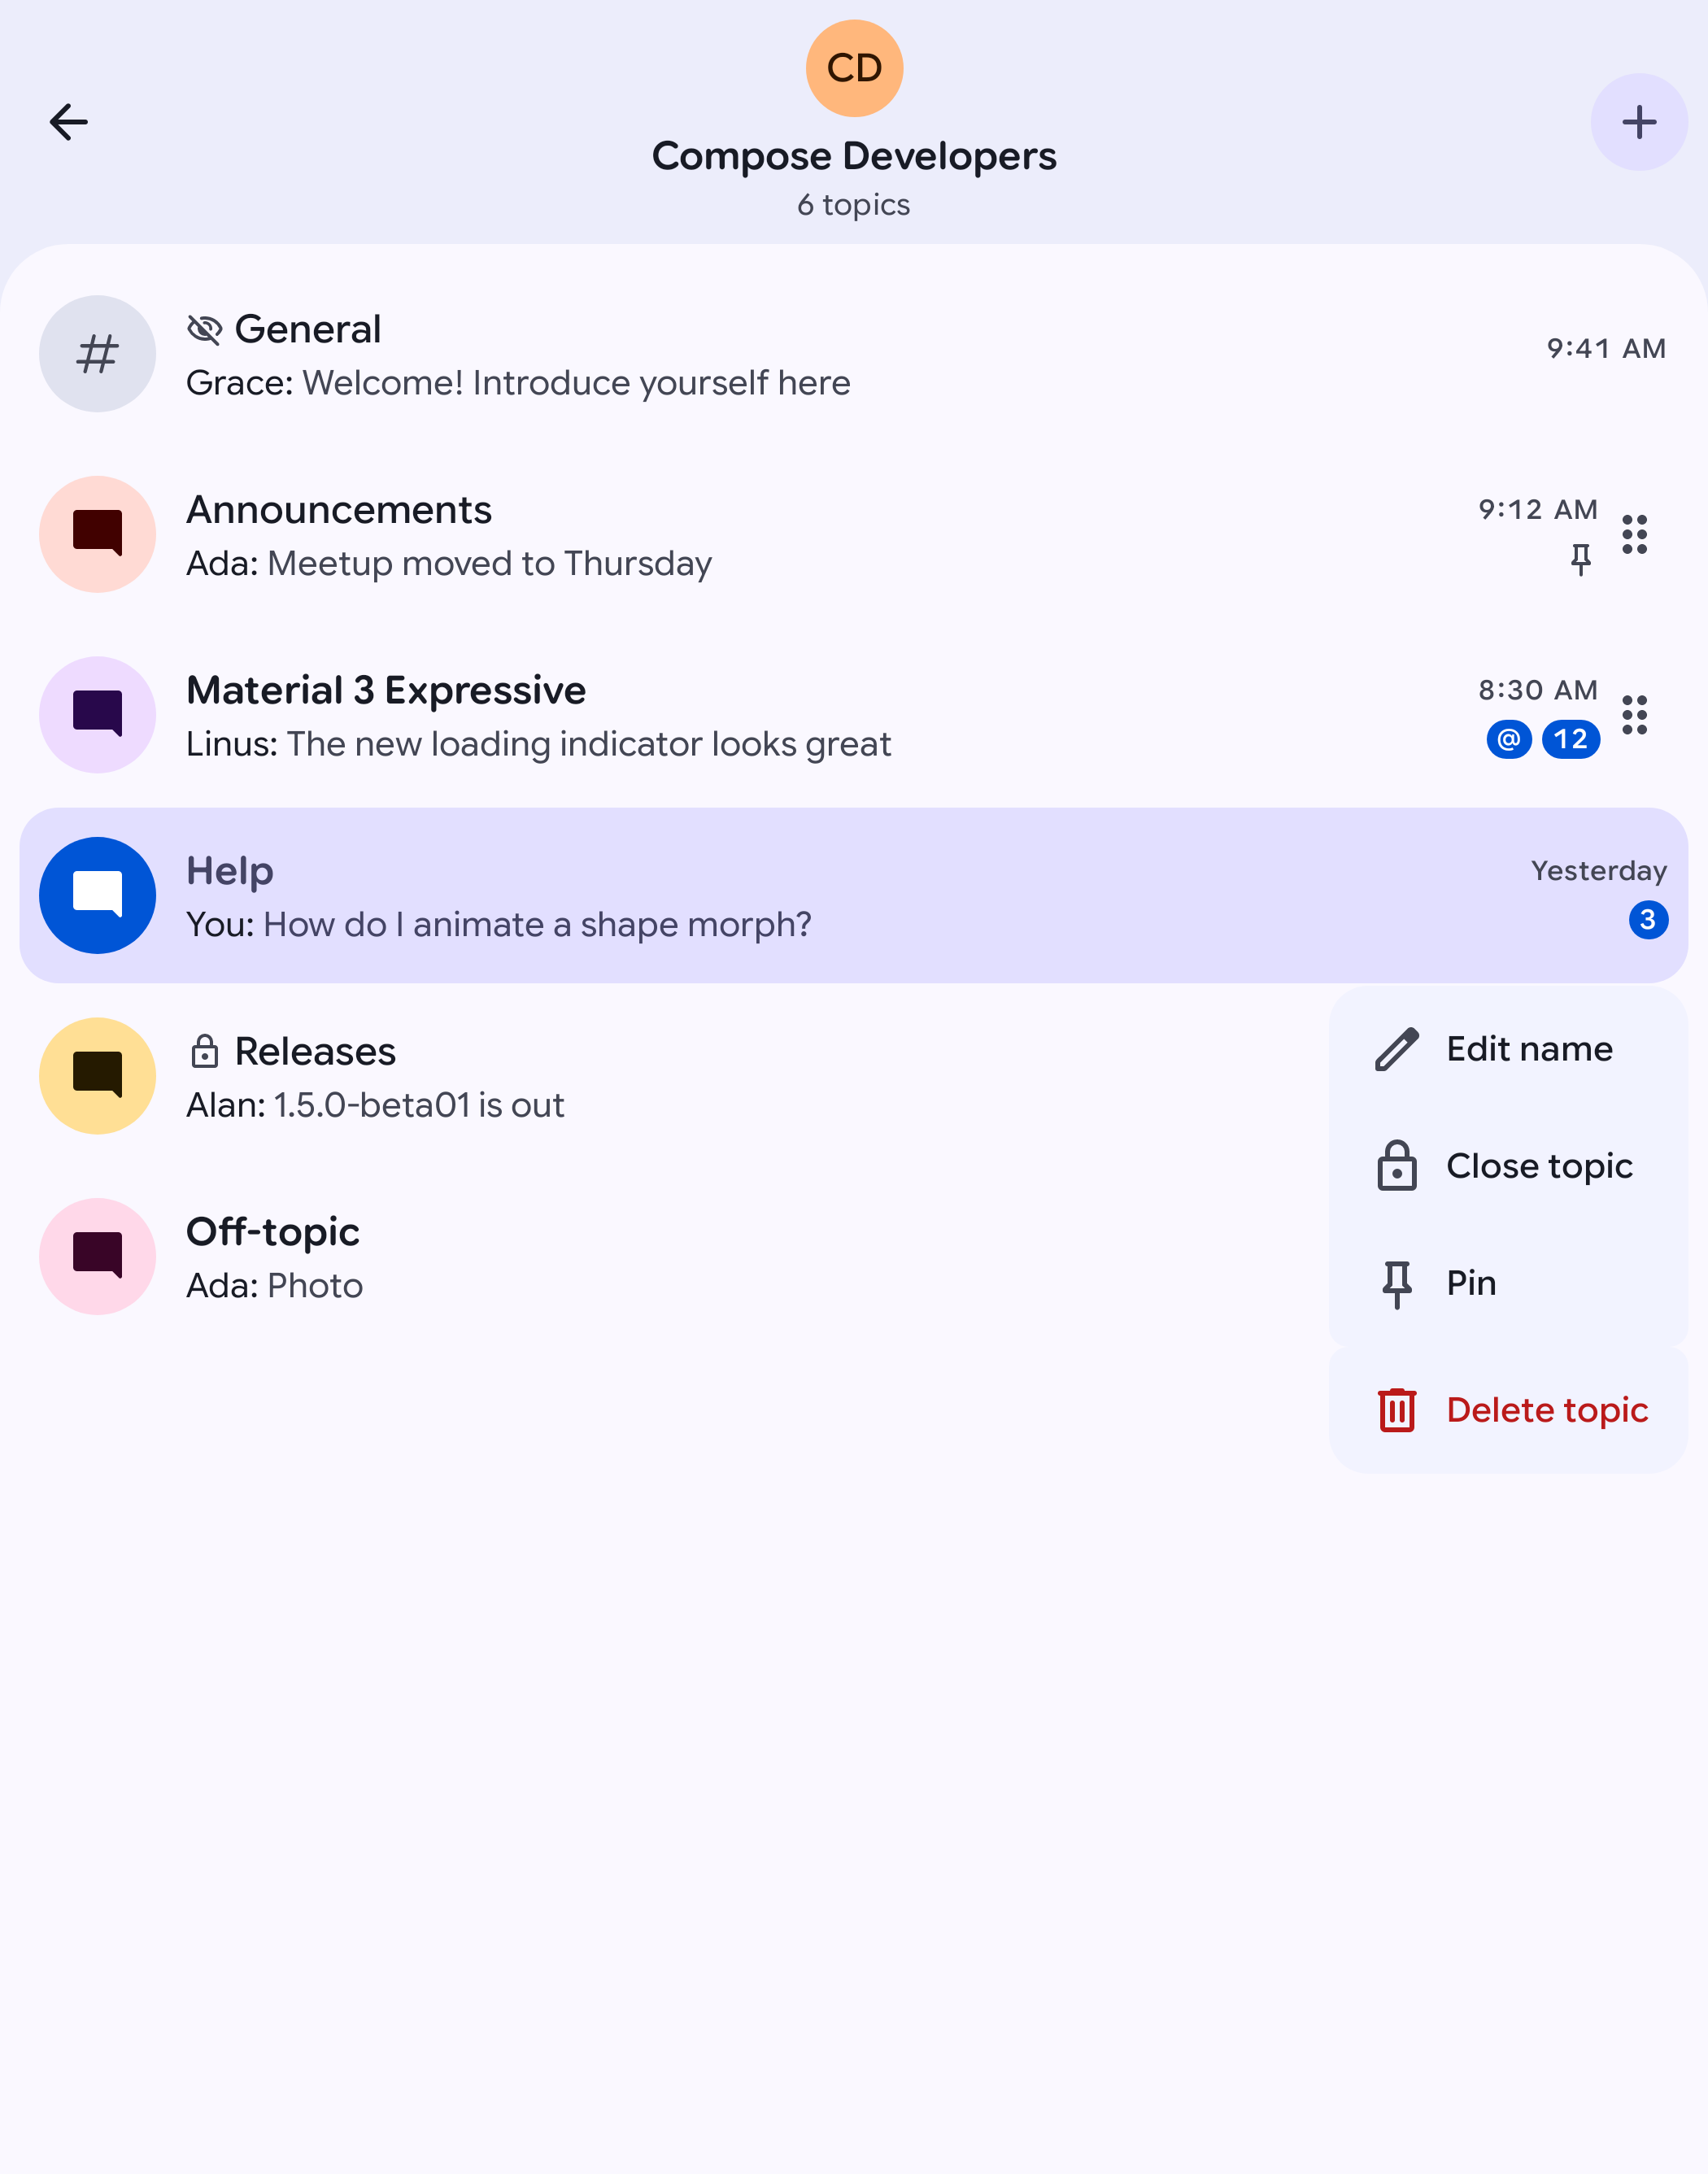 CD
Compose Developers
6 topics
General
9:41 AM
Grace: Welcome! Introduce yourself here
Announcements
9:12 AM
Ada: Meetup moved to Thursday
Material 3 Expressive
8:30 AM
Linus: The new loading indicator looks great
@ 12
Help
Yesterday
You: How do I animate a shape morph?
3
Releases
Alan: 1.5.0-beta01 is out
Off-topic
Ada: Photo
Edit name
Close topic
Pin
Delete topic